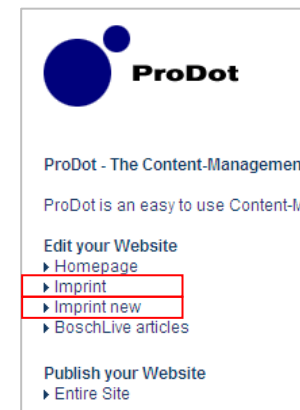 ProDot
ProDot - The Content-Managemen
ProDot is an easy to use Content-M
Edit your Website
Homepage
Imprint
Imprint new
BoschLive articles
Publish your Website
Entire Site